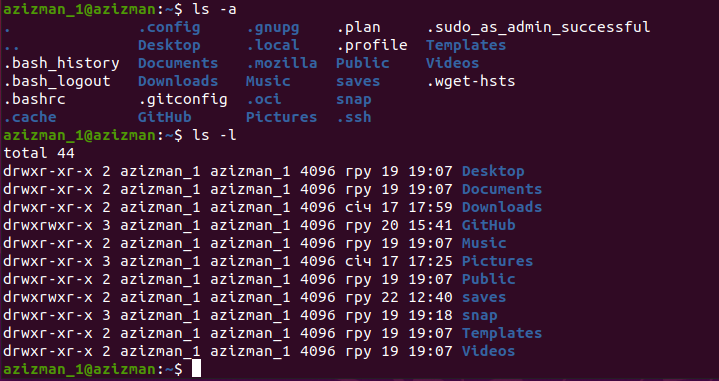 azizman_1@azizman:~$ ls -a
. .config .gnupg .plan .sudo_as_admin_successful
.. Desktop .local .profile Templates
.bash_history Documents .mozilla Public Videos
.bash_logout Downloads Music saves .wget-hsts
.bashrc .gitconfig .oci snap
.cache GitHub Pictures .ssh
azizman_1@azizman:~$ ls -l
total 44
drwxr-xr-x 2 azizman_1 azizman_1 4096 гру 19 19:07 Desktop
drwxr-xr-x 2 azizman_1 azizman_1 4096 гру 19 19:07 Documents
drwxr-xr-x 2 azizman_1 azizman_1 4096 січ 17 17:59 Downloads
drwxrwxr-x 3 azizman_1 azizman_1 4096 гру 20 15:41 GitHub
drwxr-xr-x 2 azizman_1 azizman_1 4096 гру 19 19:07 Music
drwxr-xr-x 3 azizman_1 azizman_1 4096 січ 17 17:25 Pictures
drwxr-xr-x 2 azizman_1 azizman_1 4096 гру 19 19:07 Public
drwxrwxr-x 2 azizman_1 azizman_1 4096 гру 22 12:40 saves
drwxr-xr-x 3 azizman_1 azizman_1 4096 гру 19 19:18 snap
drwxr-xr-x 2 azizman_1 azizman_1 4096 гру 19 19:07 Templates
drwxr-xr-x 2 azizman_1 azizman_1 4096 гру 19 19:07 Videos
azizman_1@azizman:~$